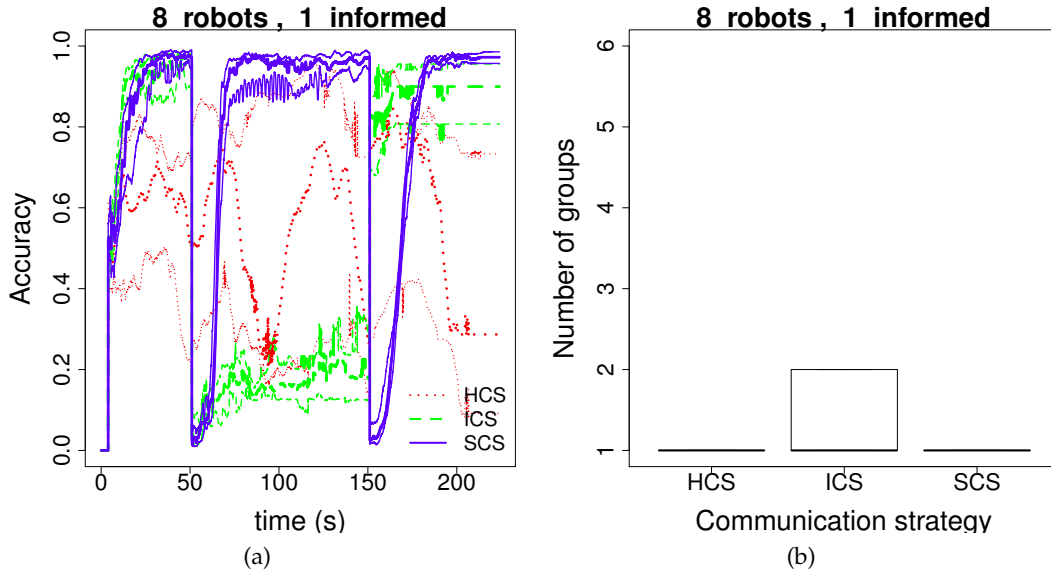 8 robots , 1 informed
Accuracy
1.0
0.8
0.6
0.4
0.2
0.0
HCS
ICS
SCS
0 50 100 150 200
time (s)
(a)
8 robots , 1 informed
Number of groups
6
5
4
3
2
1
HCS ICS SCS
Communication strategy
(b)